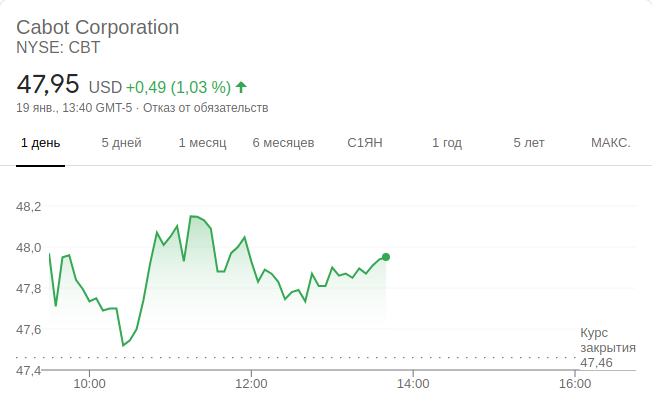 Cabot Corporation
NYSE: CBT
47,95 USD +0,49 (1,03 %)
19 янв., 13:40 GMT-5 · Отказ от обязательств
1 день 5 дней 1 месяц 6 месяцев С1ЯН 1 год 5 лет МАКС.
48,2
48,0
47,8
47,6
47,4
Курс
закрытия
47,46
10:00 12:00 14:00 16:00